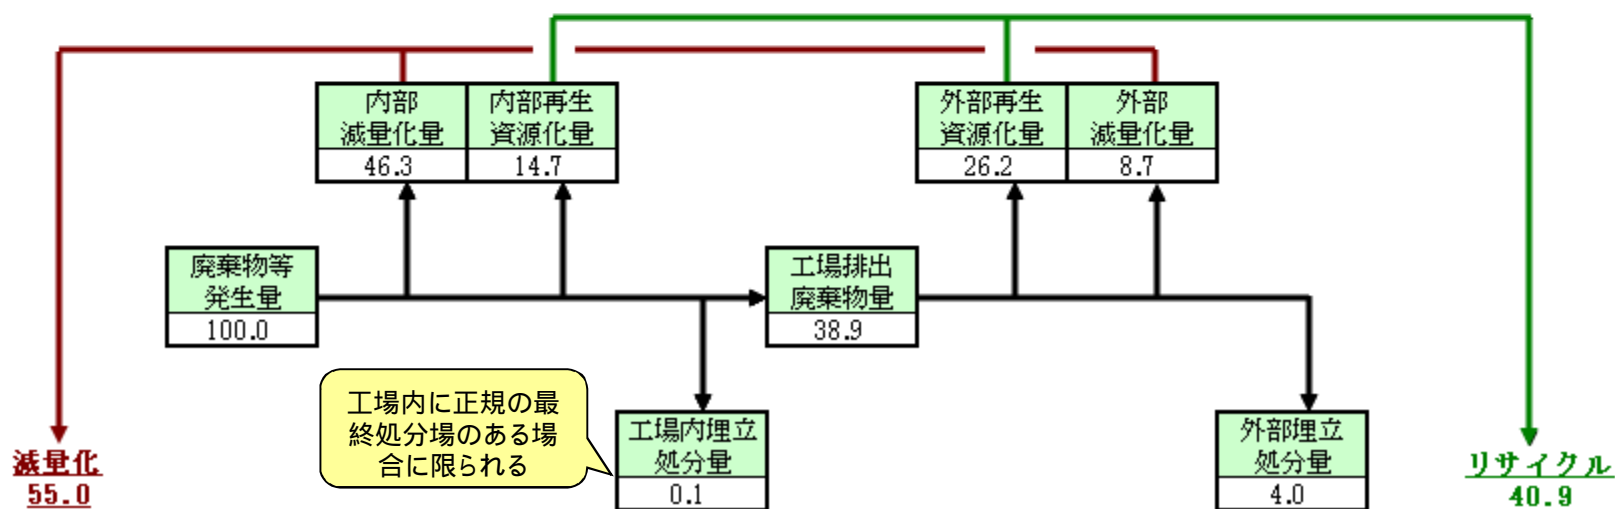 内部
減量化量
46.3
内部再生
資源化量
14.7
外部再生
資源化量
26.2
外部
減量化量
8.7
廃棄物等
発生量
100.0
工場排出
廃棄物量
38.9
工場内に正規の最
終処分場のある場
合に限られる
工場内埋立
処分量
0.1
外部埋立
処分量
4.0
減量化
55.0
リサイクル
40.9